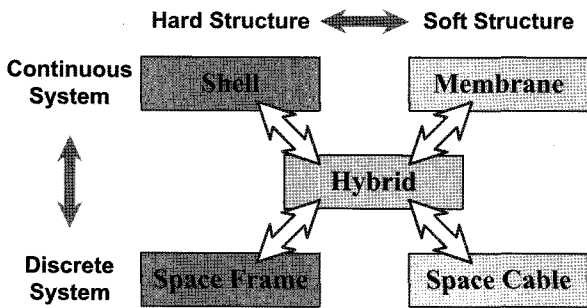 Hard Structure Soft Structure
Continuous
System
Shell Membrane
Hybrid
Discrete
System
Space Frame Space Cable